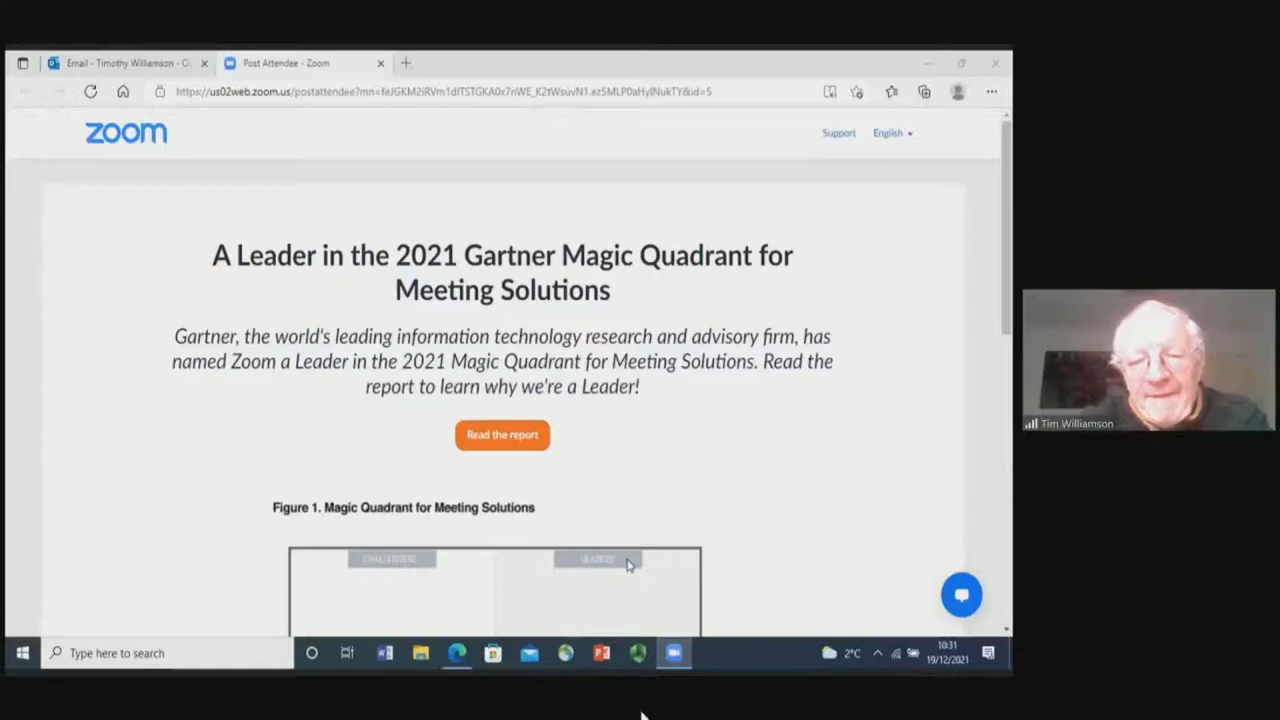 Email - Timothy Williamson - O
Post Attendee - Zoom
zoom
Support
English
A Leader in the 2021 Gartner Magic Quadrant for
Meeting Solutions
Gartner, the world's leading information technology research and advisory firm, has
named Zoom a Leader in the 2021 Magic Quadrant for Meeting Solutions. Read the
report to learn why we're a Leader!
Read the report
Figure 1. Magic Quadrant for Meeting Solutions
CHALLENGERS
LEADERS
Tim Williamson
Type here to search
2°C
10:31
19/12/2021